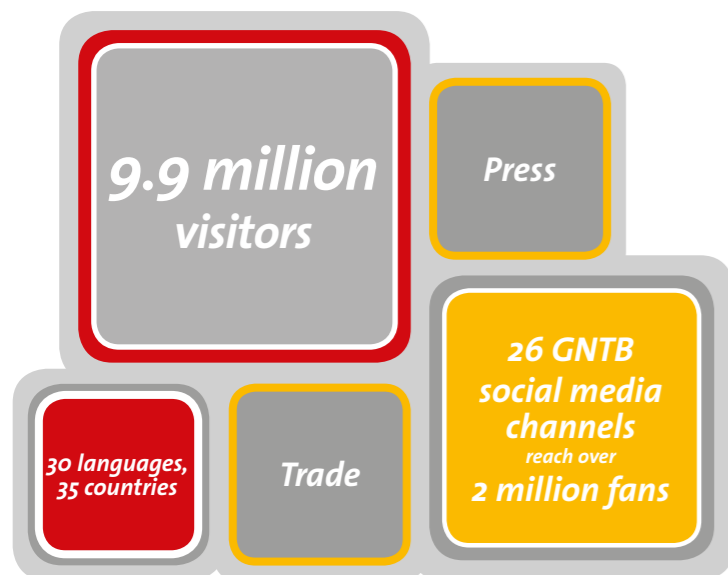 9.9 million
visitors
Press
26 GNTB
social media
channels
reach over
2 million fans
30 languages,
35 countries
Trade